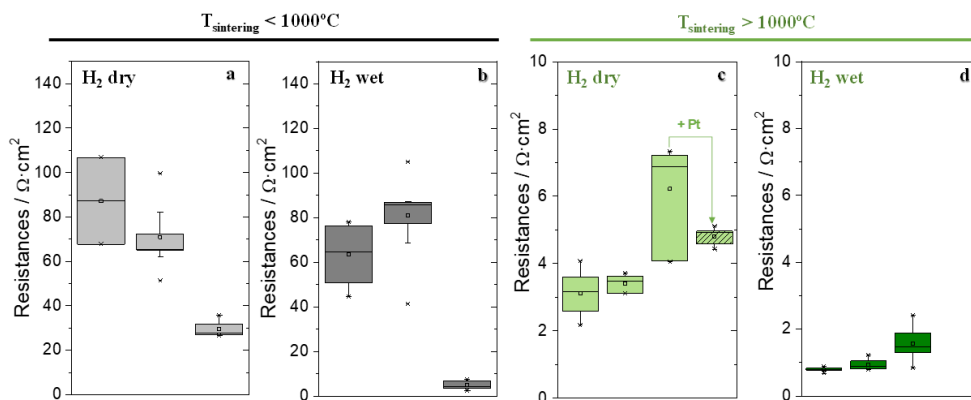 T_sintering < 1000ºC
T_sintering > 1000ºC
H₂ dry
a
Resistances / Ω·cm²
140
120
100
80
60
40
20
0
H₂ wet
b
Resistances / Ω·cm²
140
120
100
80
60
40
20
0
H₂ dry
c
+ Pt
Resistances / Ω·cm²
10
8
6
4
2
0
H₂ wet
d
Resistances / Ω·cm²
10
8
6
4
2
0